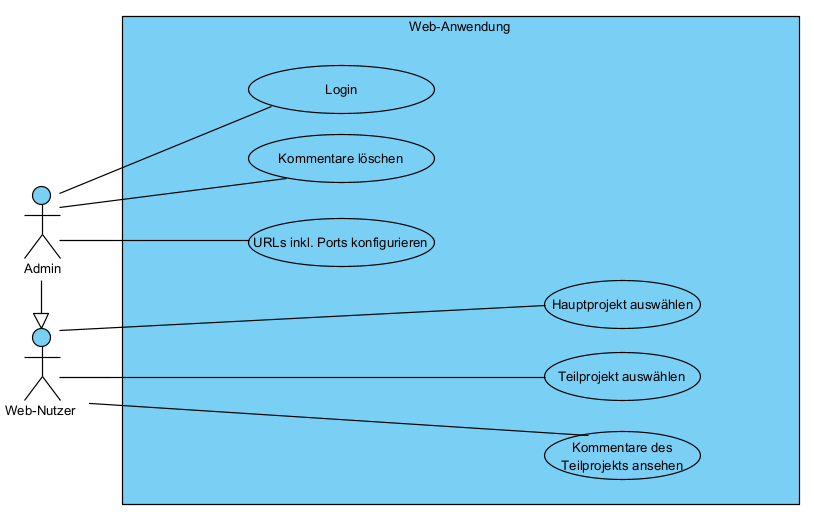 Web-Anwendung
Login
Kommentare löschen
URLs inkl. Ports konfigurieren
Admin
Hauptprojekt auswählen
Teilprojekt auswählen
Web-Nutzer
Kommentare des
Teilprojekts ansehen